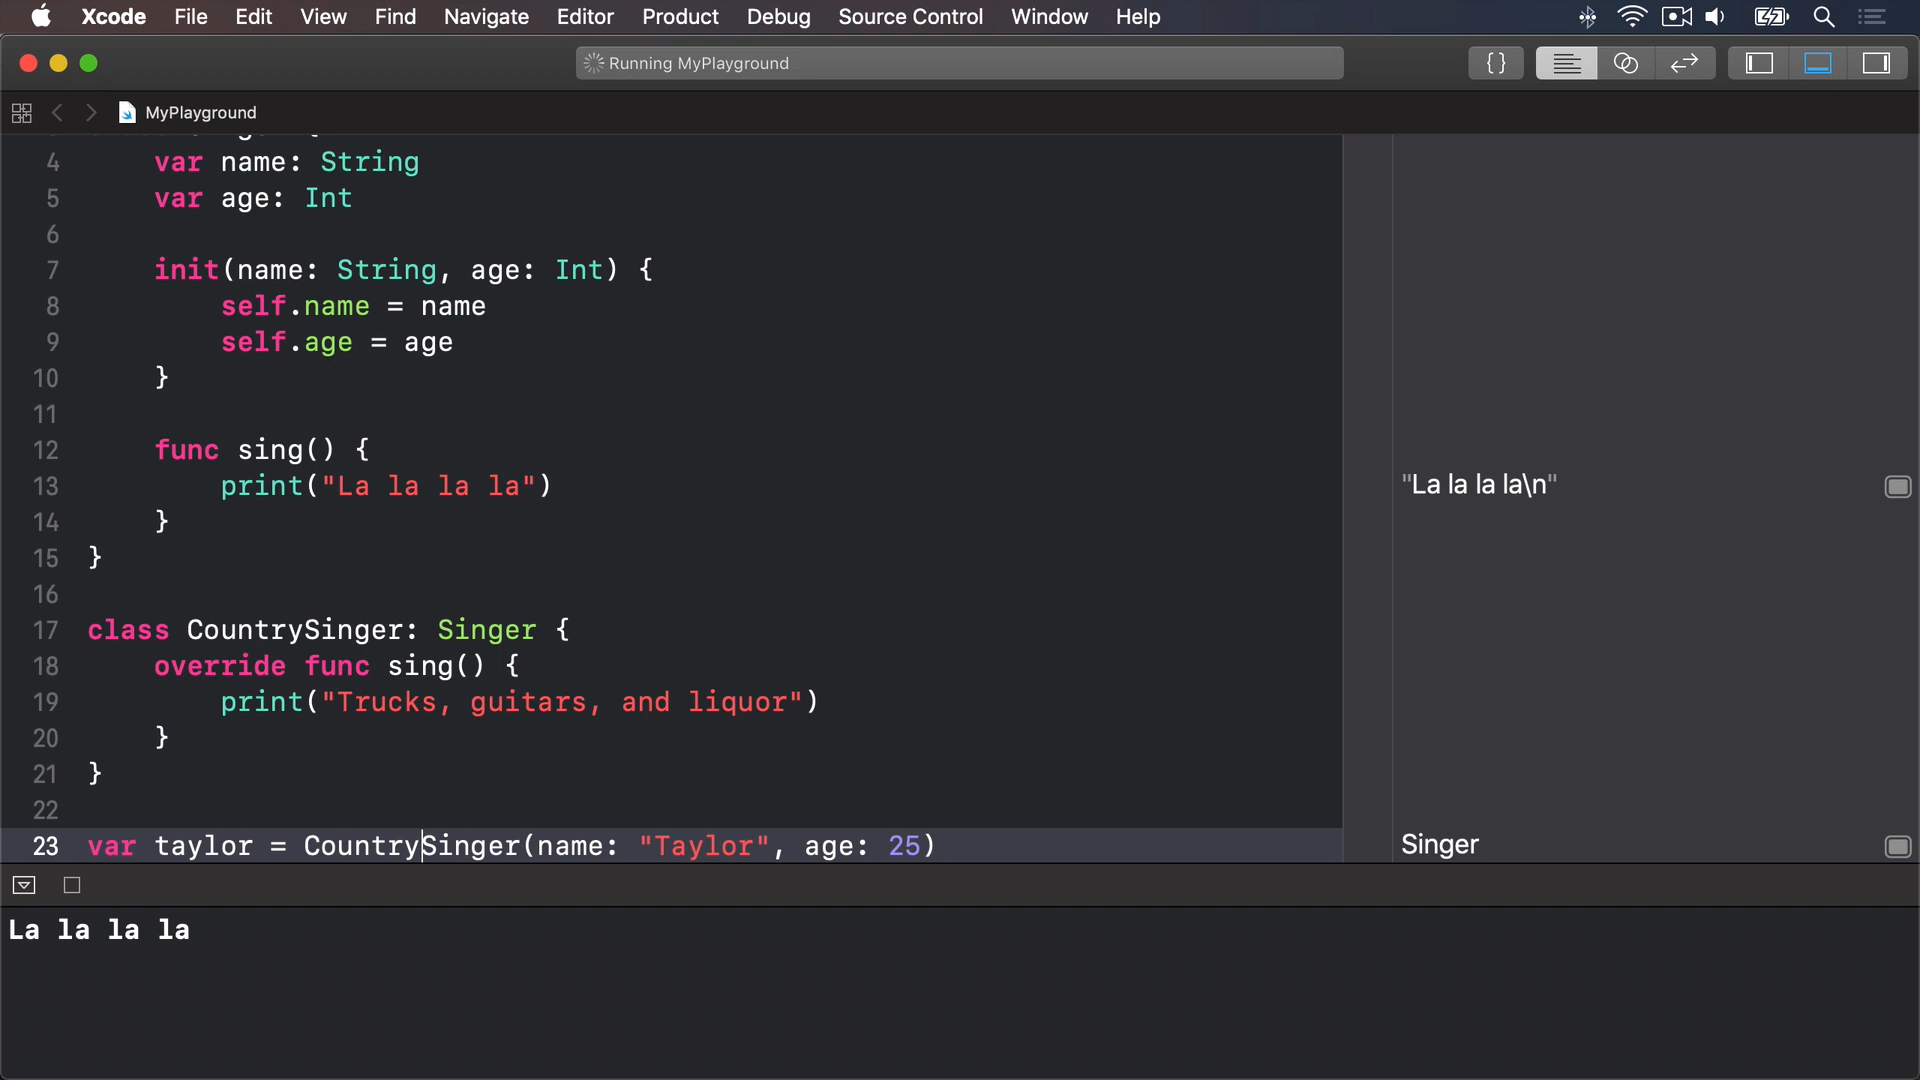 Xcode File Edit View Find Navigate Editor Product Debug Source Control Window Help
Running MyPlayground
{}
MyPlayground
4 var name: String
5 var age: Int
6
7 init(name: String, age: Int) {
8 self.name = name
9 self.age = age
10 }
11
12 func sing() {
13 print("La la la la")
"La la la la\n"
14 }
15 }
16
17 class CountrySinger: Singer {
18 override func sing() {
19 print("Trucks, guitars, and liquor")
20 }
21 }
22
23 var taylor = CountrySinger(name: "Taylor", age: 25)
Singer
La la la la